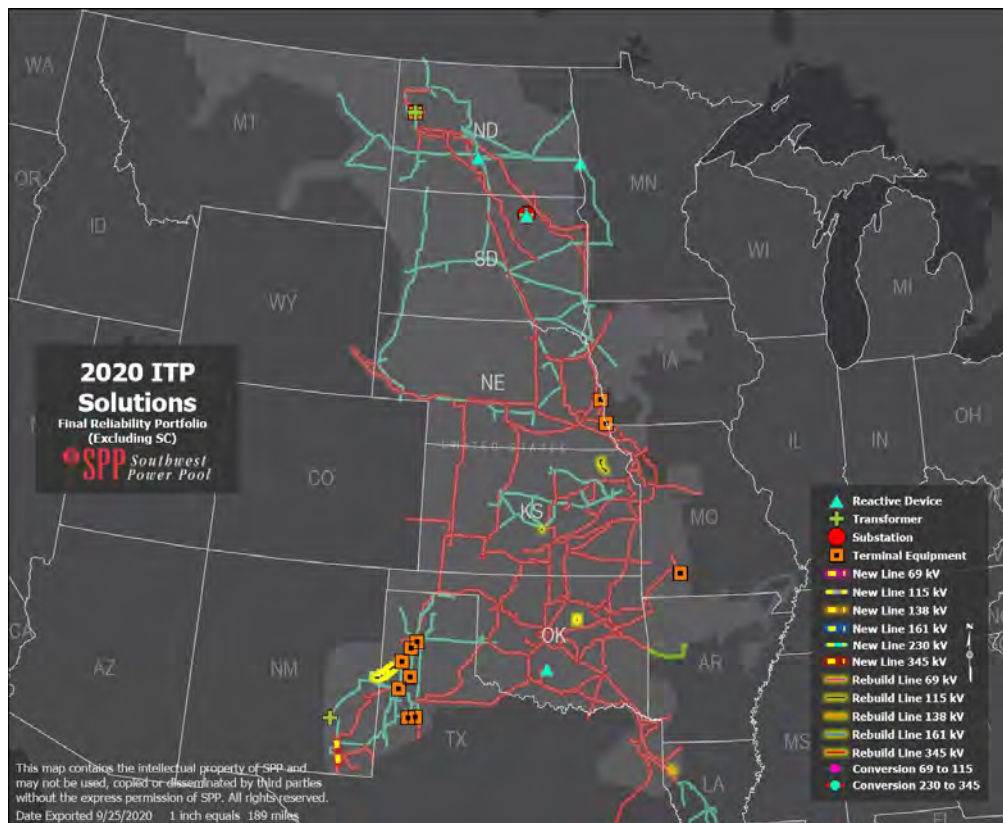 WA
MT
ND
MN
OR
ID
SD
WI
MI
WY
IA
NE
2020 ITP
Solutions
Final Reliability Portfolio
(Excluding SC)
SPP Southwest
Power Pool
UNITED STATES
IL
IN
OH
CO
KS
MO
Reactive Device
Transformer
Substation
Terminal Equipment
New Line 69 kV
New Line 115 kV
New Line 138 kV
New Line 161 kV
New Line 230 kV
New Line 345 kV
Rebuild Line 69 kV
Rebuild Line 115 kV
Rebuild Line 138 kV
Rebuild Line 161 kV
Rebuild Line 345 kV
Conversion 69 to 115
Conversion 230 to 345
N
CA
AZ
NM
OK
AR
TX
MS
LA
This map contains the intellectual property of SPP and
may not be used, copied or disseminated by third parties
without the express permission of SPP. All rights reserved.
Date Exported 9/25/2020 1 inch equals 189 miles